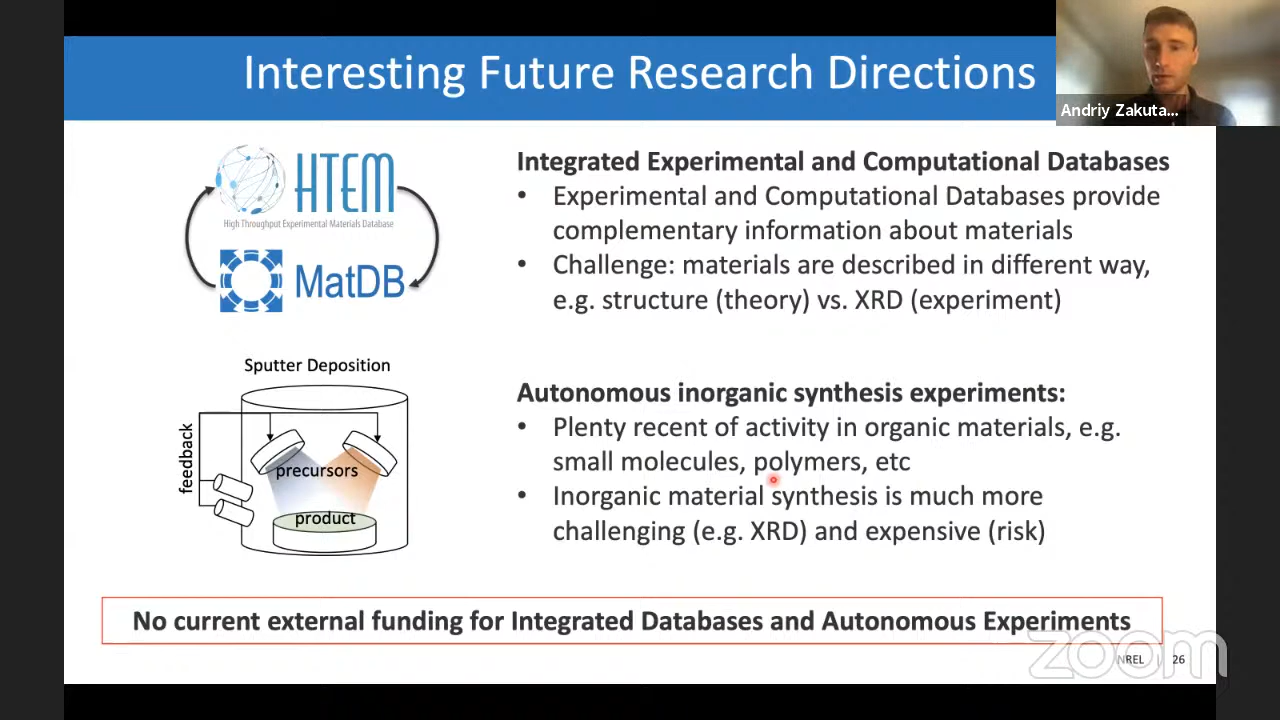 Interesting Future Research Directions
Andriy Zakuta...
HTEM
High Throughput Experimental Materials Database
MatDB
Integrated Experimental and Computational Databases
• Experimental and Computational Databases provide
complementary information about materials
• Challenge: materials are described in different way,
e.g. structure (theory) vs. XRD (experiment)
Sputter Deposition
feedback
precursors
product
Autonomous inorganic synthesis experiments:
• Plenty recent of activity in organic materials, e.g.
small molecules, polymers, etc
• Inorganic material synthesis is much more
challenging (e.g. XRD) and expensive (risk)
No current external funding for Integrated Databases and Autonomous Experiments
zoom
NREL | 26